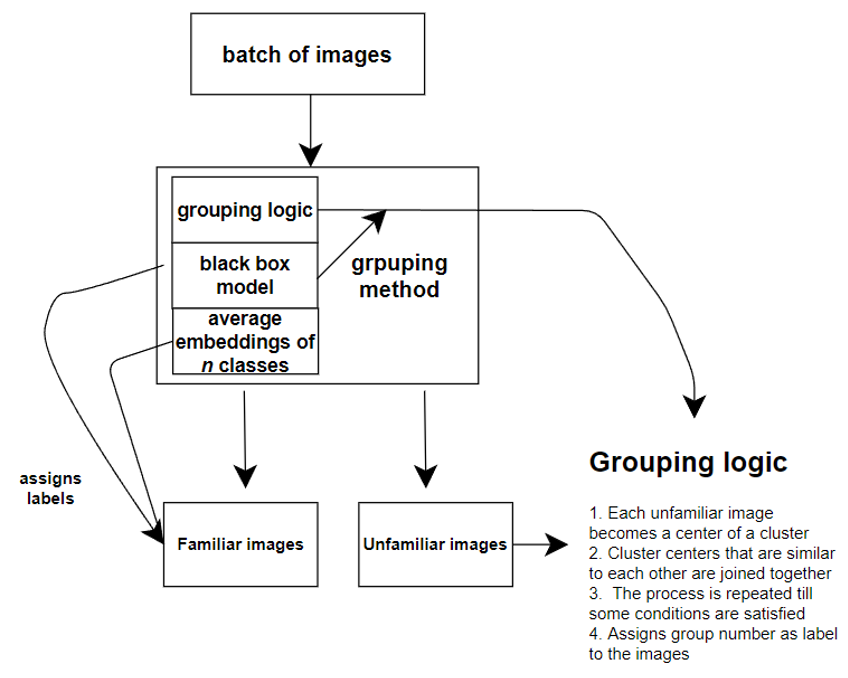 batch of images
grouping logic
black box
model
average
embeddings of
n classes
grpuping
method
assigns
labels
Familiar images
Unfamiliar images
Grouping logic
1. Each unfamiliar image
becomes a center of a cluster
2. Cluster centers that are similar
to each other are joined together
3.  The process is repeated till
some conditions are satisfied
4. Assigns group number as label
to the images